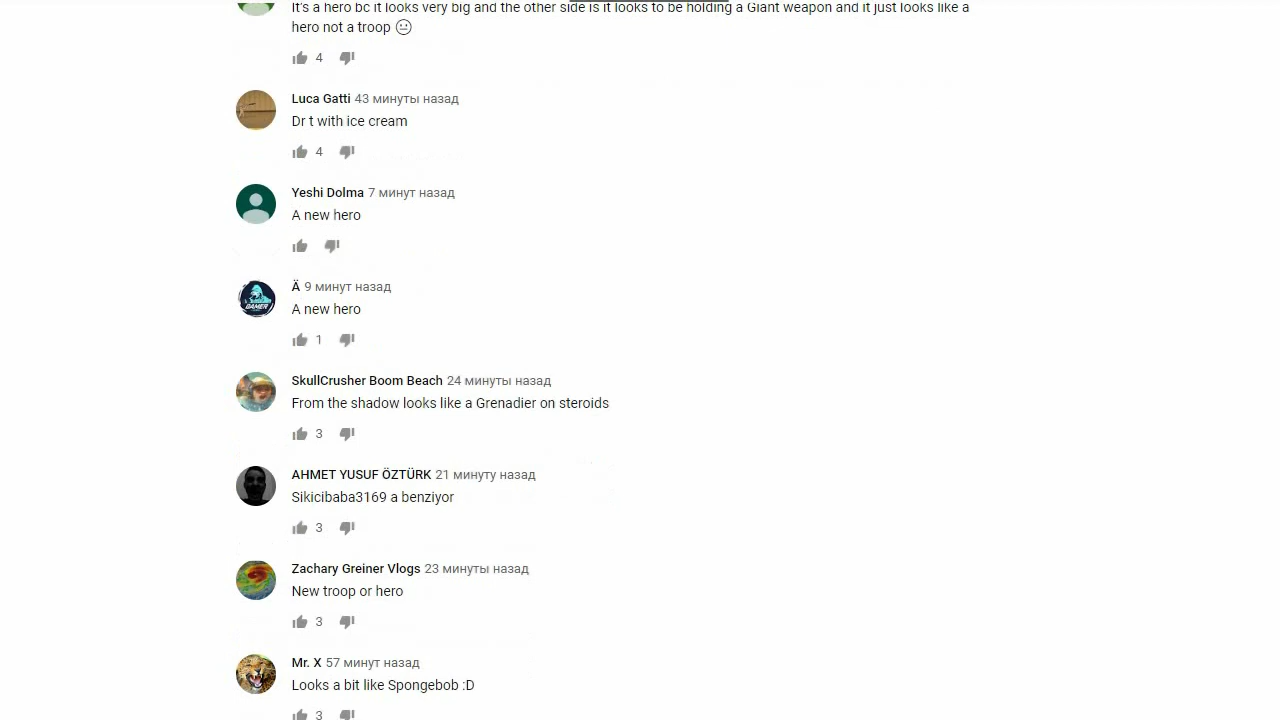 It's a hero bc it looks very big and the other side is it looks to be holding a Giant weapon and it just looks like a
hero not a troop 😐
4
Luca Gatti 43 минуты назад
Dr t with ice cream
4
Yeshi Dolma 7 минут назад
A new hero
Ä 9 минут назад
A new hero
1
SkullCrusher Boom Beach 24 минуты назад
From the shadow looks like a Grenadier on steroids
3
AHMET YUSUF ÖZTÜRK 21 минуту назад
Sikicibaba3169 a benziyor
3
Zachary Greiner Vlogs 23 минуты назад
New troop or hero
3
Mr. X 57 минут назад
Looks a bit like Spongebob :D
3